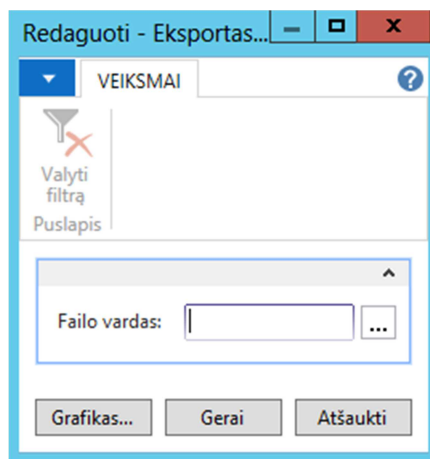 Redaguoti - Eksportas...
VEIKSMAI
Valyti
filtrą
Puslapis
Failo vardas:
...
Grafikas... Gerai Atšaukti